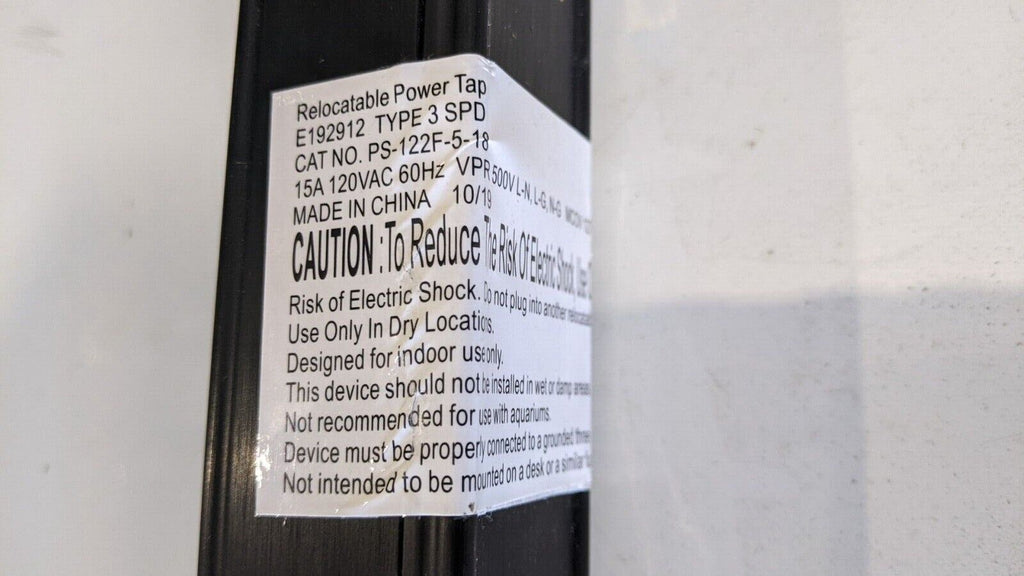 Relocatable Power Tap
E192912 TYPE 3 SPD
CAT NO. PS-122F-5-18
15A 120VAC 60Hz VPR 500V L-N, L-G, N-G
MADE IN CHINA 10/19
CAUTION : To Reduce The Risk Of Electric Shock, Use
Risk of Electric Shock. Do not plug into another
Use Only In Dry Locations.
Designed for indoor use only.
This device should not be installed in wet or damp
Not recommended for use with aquariums.
Device must be properly connected to a grounded
Not intended to be mounted on a desk or a similar